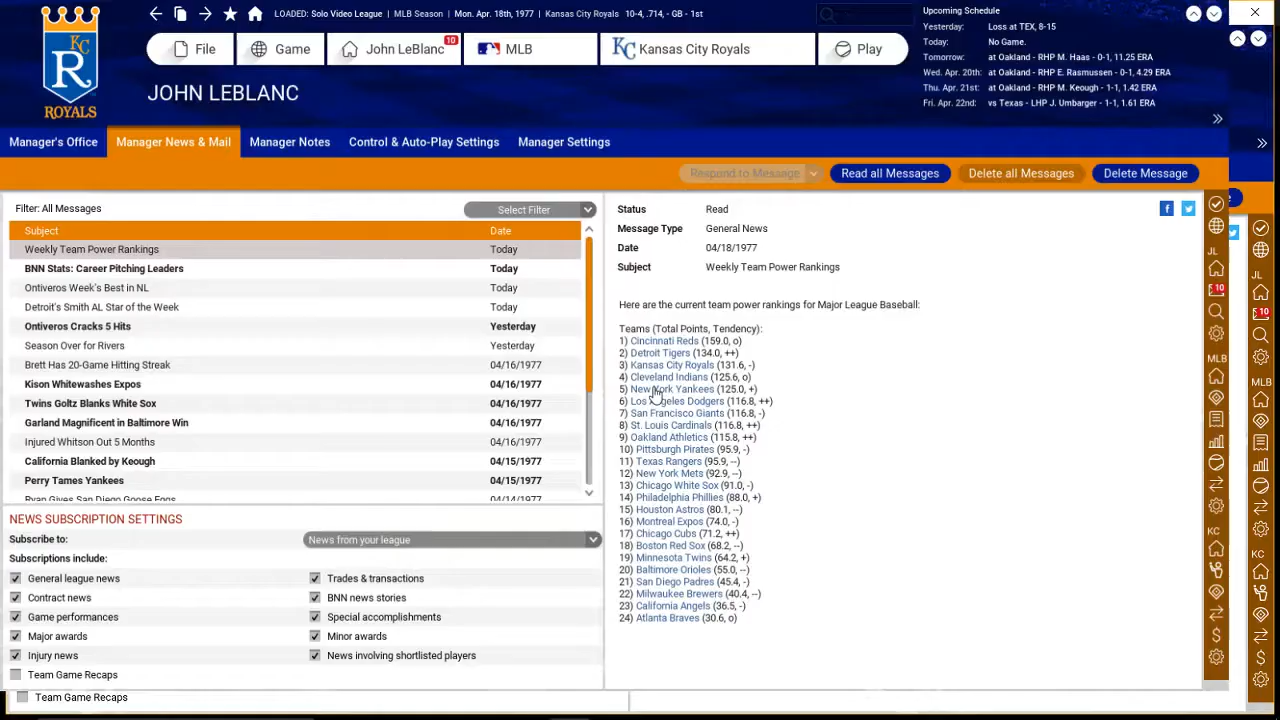 LOADED: Solo Video League | MLB Season | Mon. Apr. 18th, 1977 | Kansas City Royals 10-4, .714, - GB - 1st
Upcoming Schedule
Yesterday: Loss at TEX, 8-15
Today: No Game.
Tomorrow: at Oakland - RHP M. Haas - 0-1, 11.25 ERA
Wed. Apr. 20th: at Oakland - RHP E. Rasmussen - 0-1, 4.29 ERA
Thu. Apr. 21st: at Oakland - RHP M. Keough - 1-1, 1.42 ERA
Fri. Apr. 22nd: vs Texas - LHP J. Umbarger - 1-1, 1.61 ERA
KC
R
ROYALS
File
Game
John LeBlanc
10
MLB
KC Kansas City Royals
Play
JOHN LEBLANC
Manager's Office
Manager News & Mail
Manager Notes
Control & Auto-Play Settings
Manager Settings
Respond to Message
Read all Messages
Delete all Messages
Delete Message
Filter: All Messages
Select Filter
Subject Date
Weekly Team Power Rankings Today
BNN Stats: Career Pitching Leaders Today
Ontiveros Week's Best in NL Today
Detroit's Smith AL Star of the Week Today
Ontiveros Cracks 5 Hits Yesterday
Season Over for Rivers Yesterday
Brett Has 20-Game Hitting Streak 04/16/1977
Kison Whitewashes Expos 04/16/1977
Twins Goltz Blanks White Sox 04/16/1977
Garland Magnificent in Baltimore Win 04/16/1977
Injured Whitson Out 5 Months 04/16/1977
California Blanked by Keough 04/15/1977
Perry Tames Yankees 04/15/1977
Ryan Gives San Diego Goose Eggs 04/14/1977
NEWS SUBSCRIPTION SETTINGS
Subscribe to: News from your league
Subscriptions include:
General league news Trades & transactions
Contract news BNN news stories
Game performances Special accomplishments
Major awards Minor awards
Injury news News involving shortlisted players
Team Game Recaps
Team Game Recaps
Status Read
Message Type General News
Date 04/18/1977
Subject Weekly Team Power Rankings
Here are the current team power rankings for Major League Baseball:
Teams (Total Points, Tendency):
1) Cincinnati Reds (159.0, o)
2) Detroit Tigers (134.0, ++)
3) Kansas City Royals (131.6, -)
4) Cleveland Indians (125.6, o)
5) New York Yankees (125.0, +)
6) Los Angeles Dodgers (116.8, ++)
7) San Francisco Giants (116.8, -)
8) St. Louis Cardinals (116.8, ++)
9) Oakland Athletics (115.8, ++)
10) Pittsburgh Pirates (95.9, -)
11) Texas Rangers (95.9, --)
12) New York Mets (92.9, --)
13) Chicago White Sox (91.0, -)
14) Philadelphia Phillies (88.0, +)
15) Houston Astros (80.1, --)
16) Montreal Expos (74.0, -)
17) Chicago Cubs (71.2, ++)
18) Boston Red Sox (68.2, --)
19) Minnesota Twins (64.2, +)
20) Baltimore Orioles (55.0, --)
21) San Diego Padres (45.4, -)
22) Milwaukee Brewers (40.4, --)
23) California Angels (36.5, -)
24) Atlanta Braves (30.6, o)
JL
10
MLB
KC
JL
10
MLB
KC